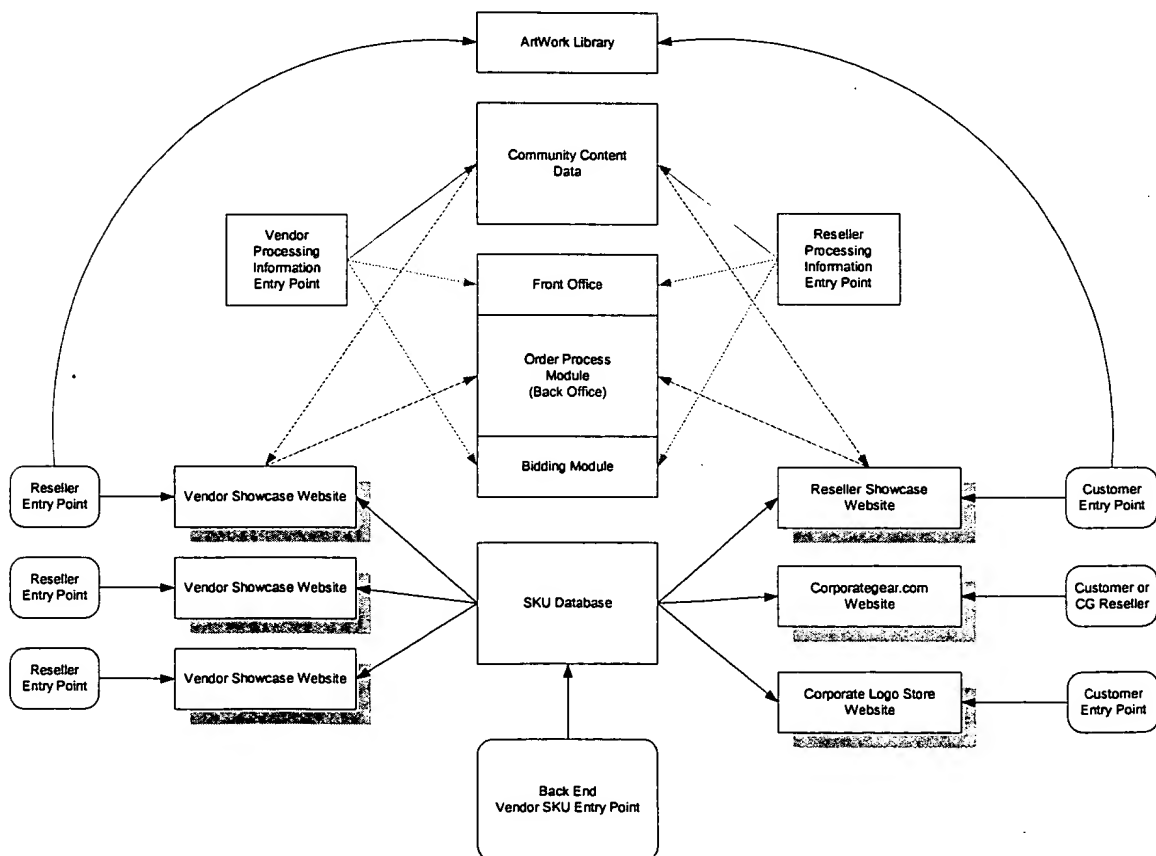 ArtWork Library
Community Content
Data
Vendor
Processing
Information
Entry Point
Reseller
Processing
Information
Entry Point
Front Office
Order Process
Module
(Back Office)
Bidding Module
Reseller
Entry Point
Vendor Showcase Website
Reseller Showcase
Website
Customer
Entry Point
Reseller
Entry Point
Vendor Showcase Website
SKU Database
Corporategear.com
Website
Customer or
CG Reseller
Reseller
Entry Point
Vendor Showcase Website
Corporate Logo Store
Website
Customer
Entry Point
Back End
Vendor SKU Entry Point